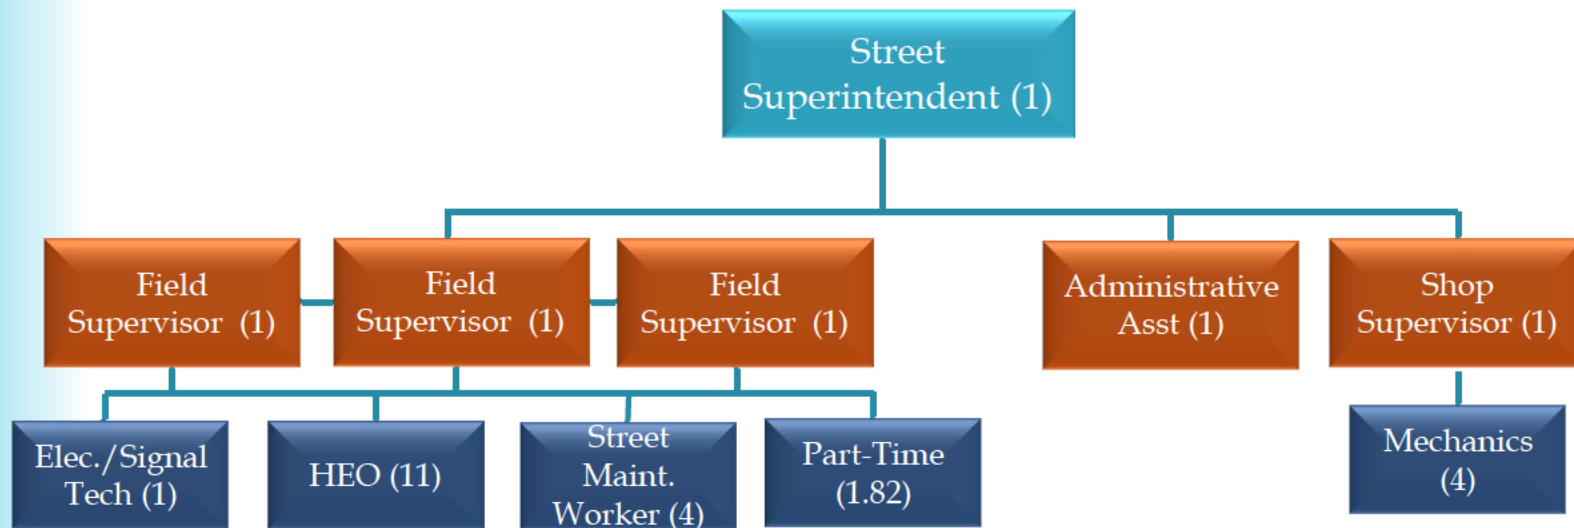 Street
Superintendent (1)
Field
Supervisor (1)
Field
Supervisor (1)
Field
Supervisor (1)
Administrative
Asst (1)
Shop
Supervisor (1)
Elec./Signal
Tech (1)
HEO (11)
Street
Maint.
Worker (4)
Part-Time
(1.82)
Mechanics
(4)